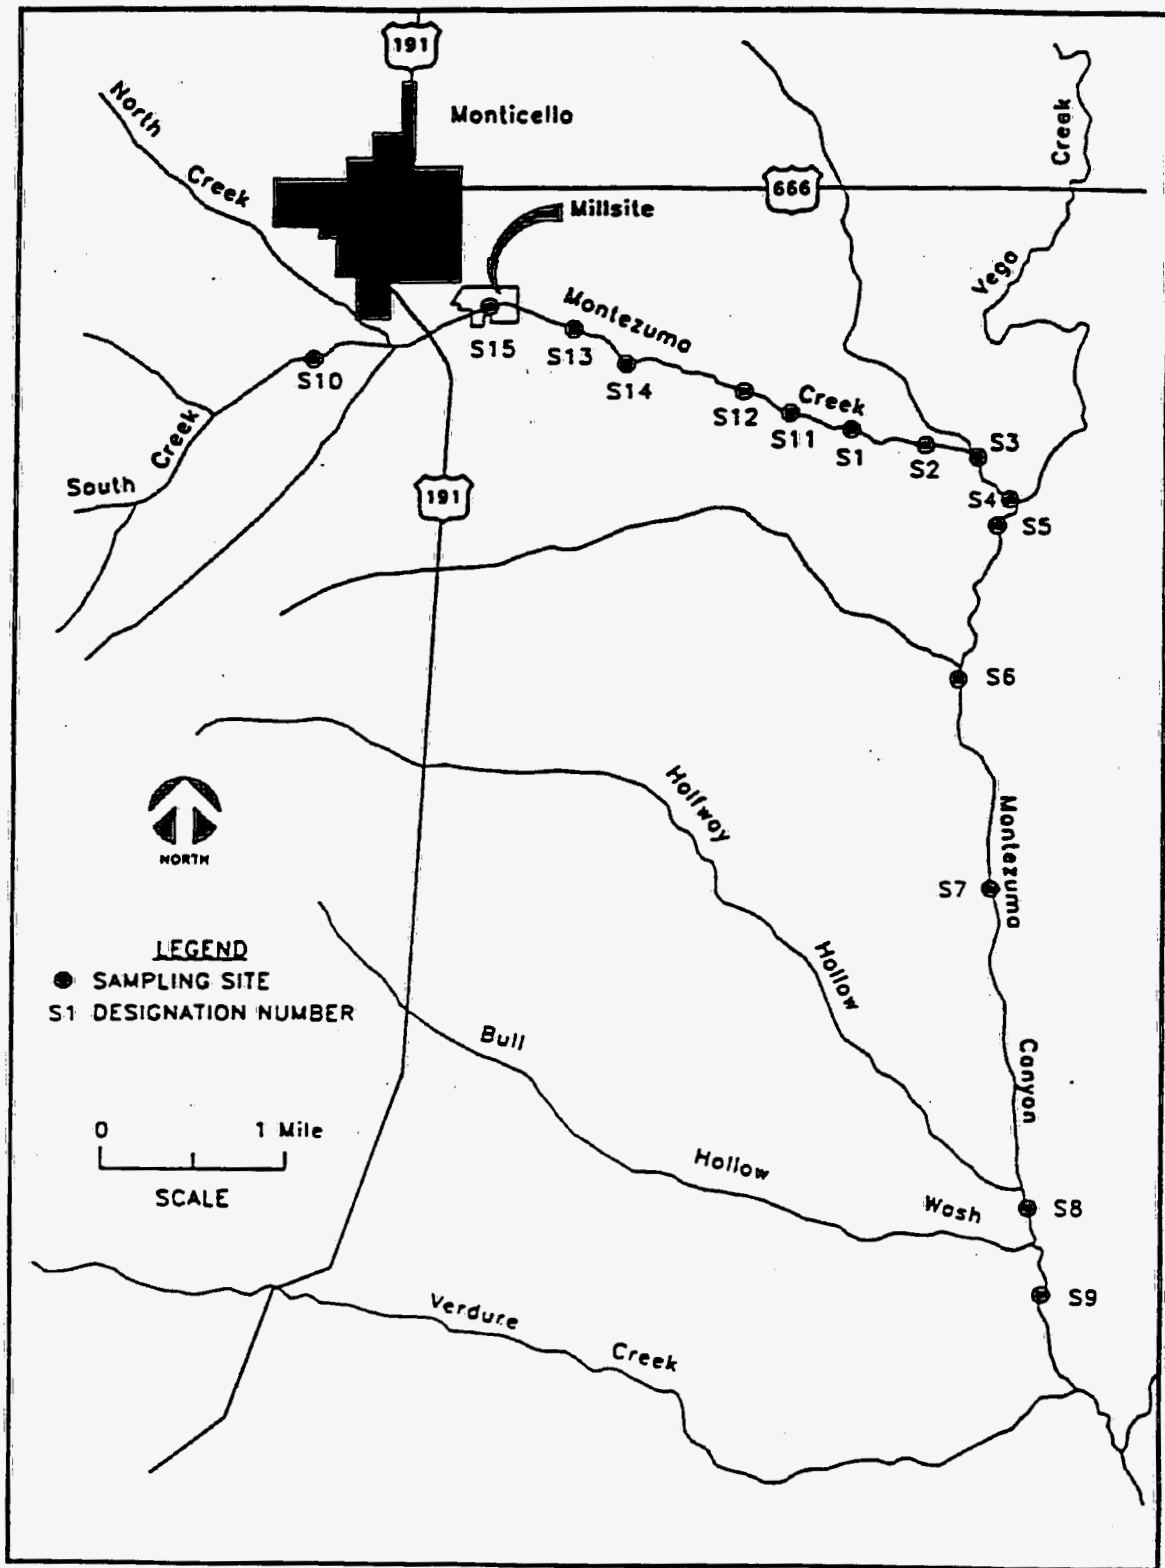 191
Monticello
North
Creek
666
Creek
Millsite
Vega
Montezuma
S15
S13
S10
S14
Creek
S12
S11
S1
S2
S3
Creek
South
191
S4
S5
S6
Halfway
NORTH
Montezuma
S7
LEGEND
SAMPLING SITE
S1 DESIGNATION NUMBER
Hollow
Bull
Canyon
0 1 Mile
SCALE
Hollow
Wash
S8
S9
Verdure
Creek